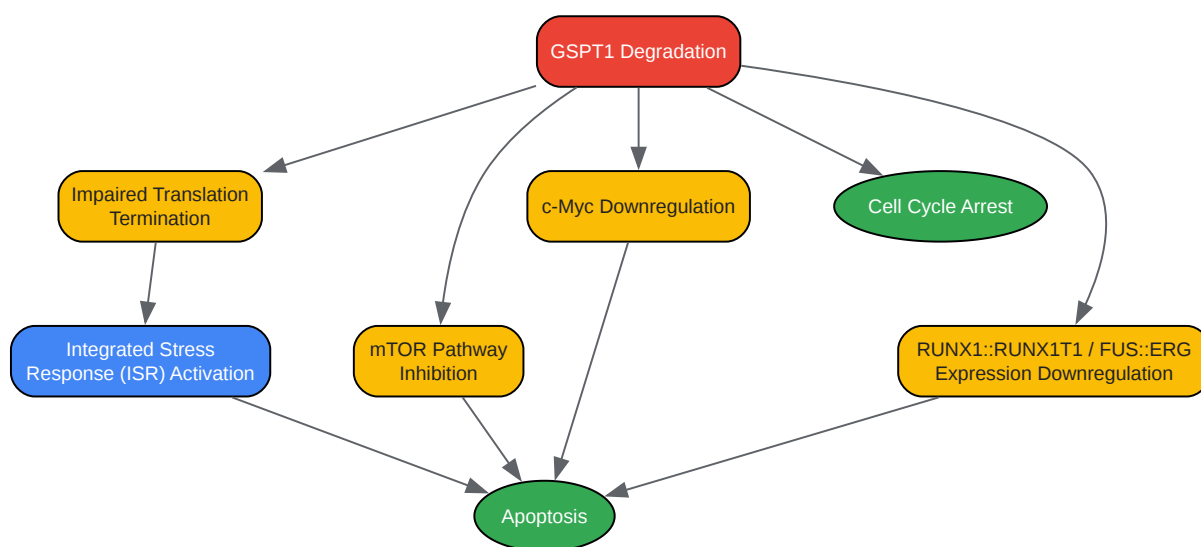 GSPT1 Degradation
Impaired Translation
Termination
c-Myc Downregulation
Cell Cycle Arrest
Integrated Stress
Response (ISR) Activation
mTOR Pathway
Inhibition
RUNX1::RUNX1T1 / FUS::ERG
Expression Downregulation
Apoptosis